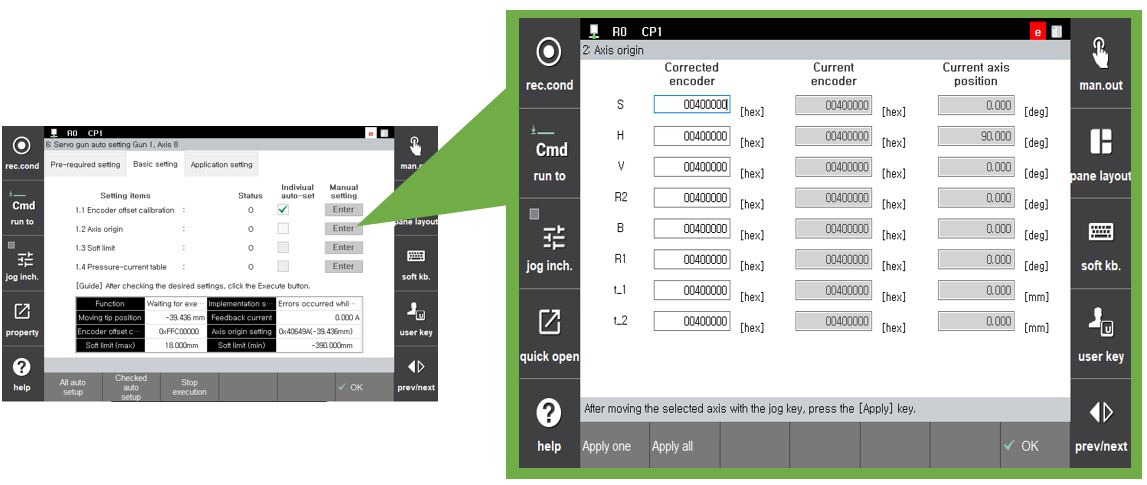 R0 CP1
e
6: Servo gun auto setting Gun 1, Axis 8
rec.cond
Cmd
run to
jog inch.
property
help
Pre-required setting Basic setting Application setting
Setting items Status Indiviual auto-set Manual setting
1.1 Encoder offset calibration : 0 Enter
1.2 Axis origin : 0 Enter
1.3 Soft limit : 0 Enter
1.4 Pressure-current table : 0 Enter
[Guide] After checking the desired settings, click the Execute button.
Function Waiting for exe··· Implementation s··· Errors occurred whil···
Moving tip position -39.436 mm Feedback current 0.000 A
Encoder offset c··· 0xFFC00000 Axis origin setting 0x40649A(-39.436mm)
Soft limit (max) 18.000mm Soft limit (min) -390.000mm
All auto setup
Checked auto setup
Stop execution
OK
man.
pane layout
soft kb.
user key
prev/next
R0 CP1
e
2: Axis origin
rec.cond
Cmd
run to
jog inch.
quick open
help
Corrected encoder Current encoder Current axis position
S 00400000 [hex] 00400000 [hex] 0.000 [deg]
H 00400000 [hex] 00400000 [hex] 90.000 [deg]
V 00400000 [hex] 00400000 [hex] 0.000 [deg]
R2 00400000 [hex] 00400000 [hex] 0.000 [deg]
B 00400000 [hex] 00400000 [hex] 0.000 [deg]
R1 00400000 [hex] 00400000 [hex] 0.000 [deg]
t_1 00400000 [hex] 00400000 [hex] 0.000 [mm]
t_2 00400000 [hex] 00400000 [hex] 0.000 [mm]
After moving the selected axis with the jog key, press the [Apply] key.
Apply one
Apply all
OK
man.out
pane layout
soft kb.
U
user key
prev/next